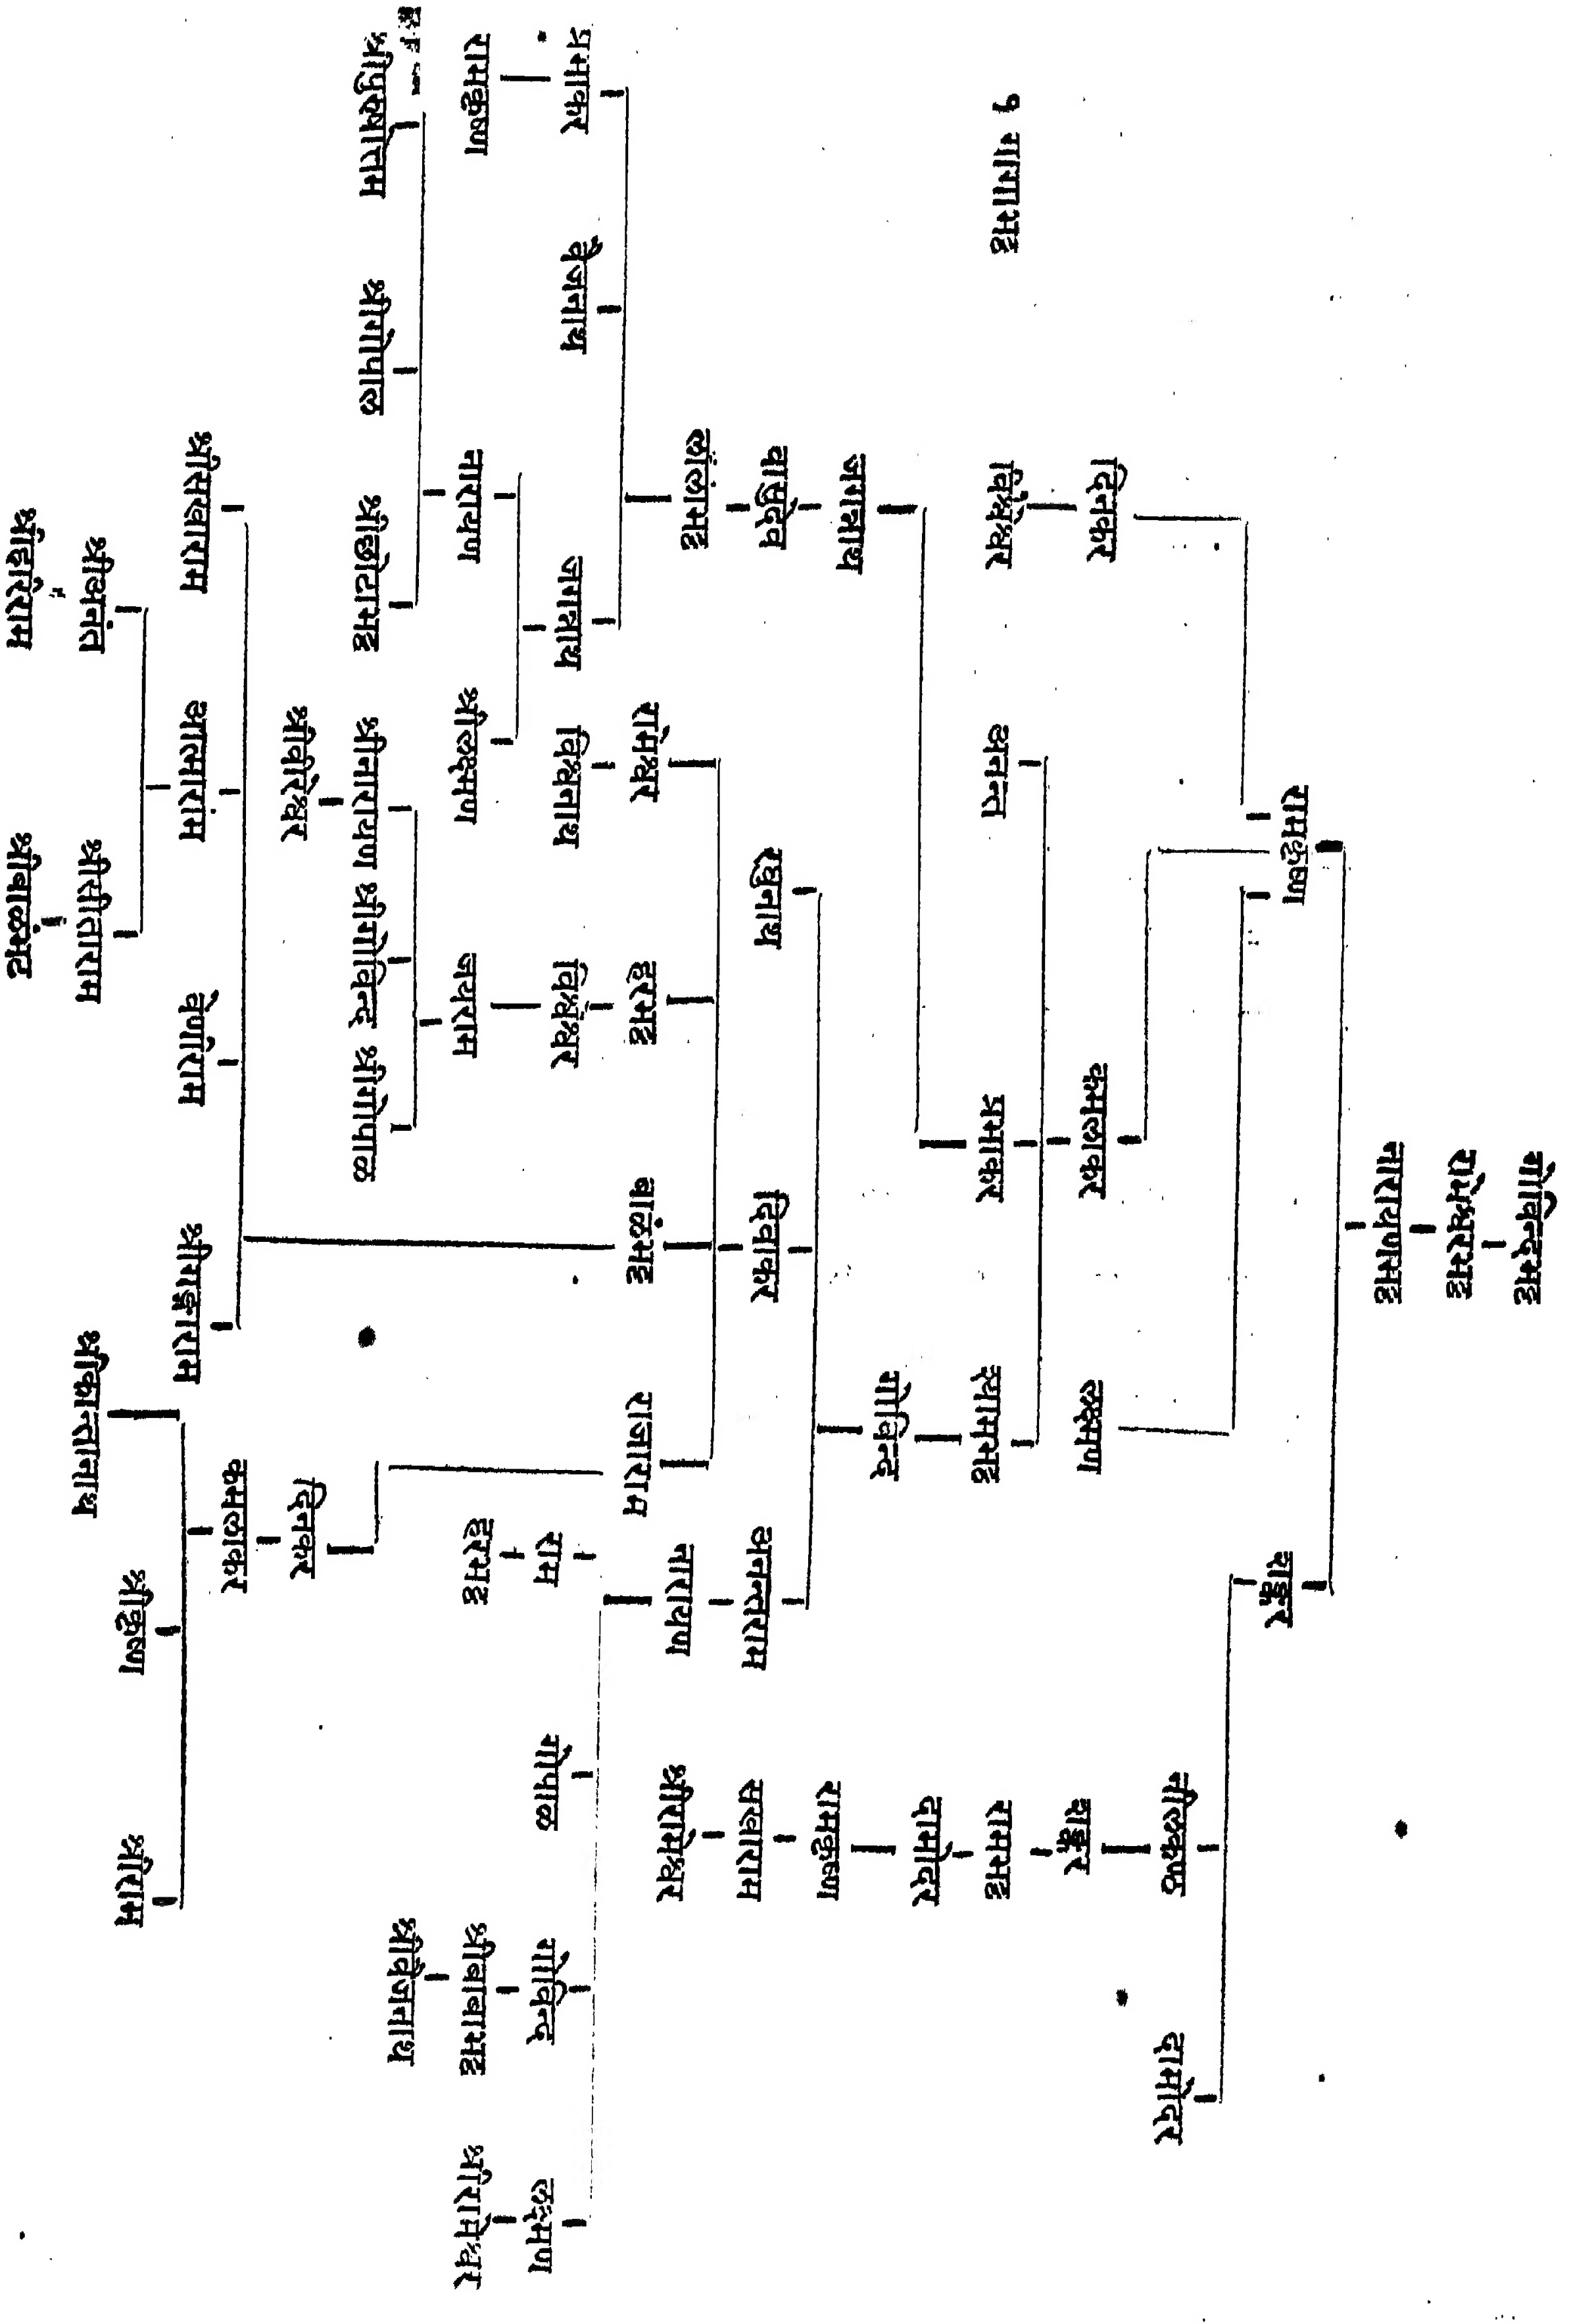 गोविन्दभट्ट
रामेश्वरभट्ट
नारायणभट्ट
रामकृष्ण शङ्कर
नीलकण्ठ दामोदर
दिनकर कमलाकर लक्ष्मण शङ्कर
१ गागाभट्ट विश्वेश्वर अनन्त प्रभाकर श्यामभट्ट रामभट्ट
गोविन्द दामोदर
जगन्नाथ रामकृष्ण
वासुदेव रघुनाथ दिवाकर अनन्तराम सखाराम
लालाभट्ट नारायण श्रीरामेश्वर
रामेश्वर हरभट्ट बाळंभट्ट राजाराम
प्रभाकर वैजनाथ जगन्नाथ विश्वनाथ विश्वेश्वर राम गोपाळ गोविन्द लक्ष्मण
रामकृष्ण नारायण श्रीलक्ष्मण जयराम हरभट्ट श्रीबाबाभट्ट श्रीरामेश्वर
श्रीपुरुषोत्तम श्रीगोपाल श्रीछोटाभट्ट श्रीनारायण श्रीगोविन्द श्रीगोपाळ श्रीवैजनाथ
श्रीवीरेश्वर दिनकर
कमलाकर
श्रीसखाराम आत्माराम वेणीराम श्रीगङ्गाराम
श्रीकृष्ण श्रीराम
श्रीअनंत श्रीसीताराम श्रीकान्तानाथ
श्रीहरिराम श्रीबाळंभट